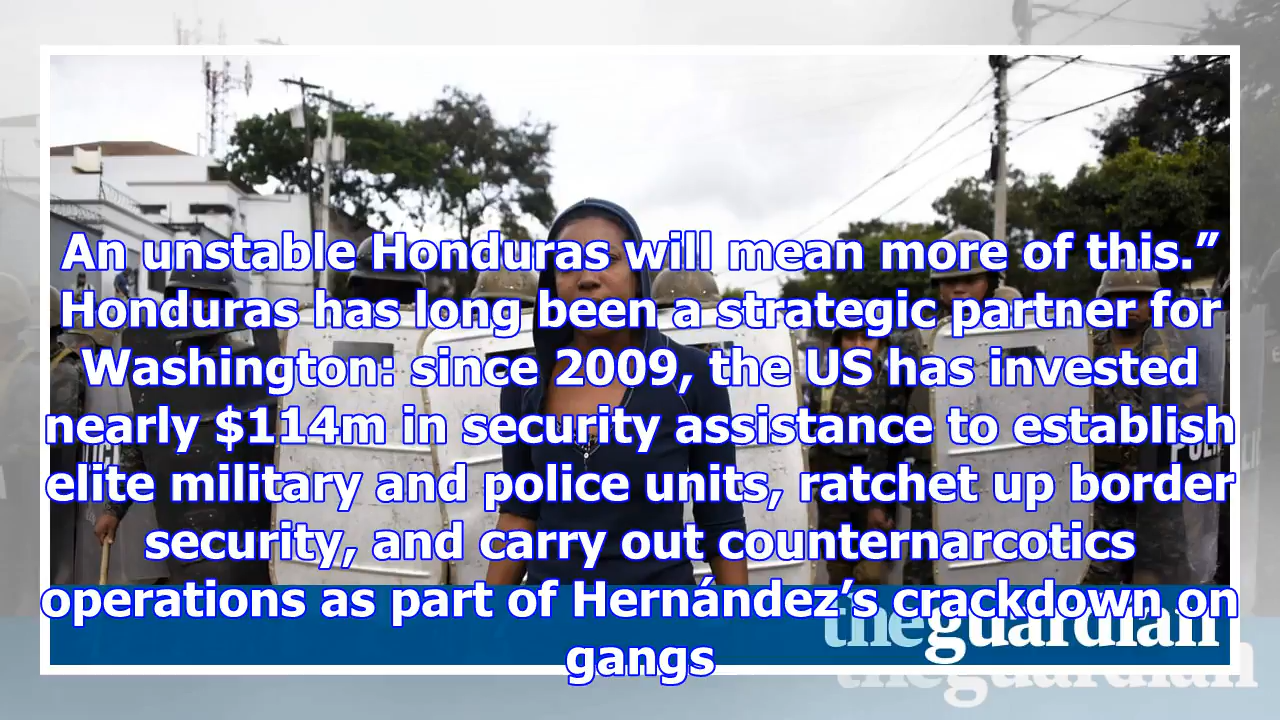 An unstable Honduras will mean more of this.”
Honduras has long been a strategic partner for
Washington: since 2009, the US has invested
nearly $114m in security assistance to establish
elite military and police units, ratchet up border
security, and carry out counternarcotics
operations as part of Hernández’s crackdown on
gangs
theguardian
theguardian